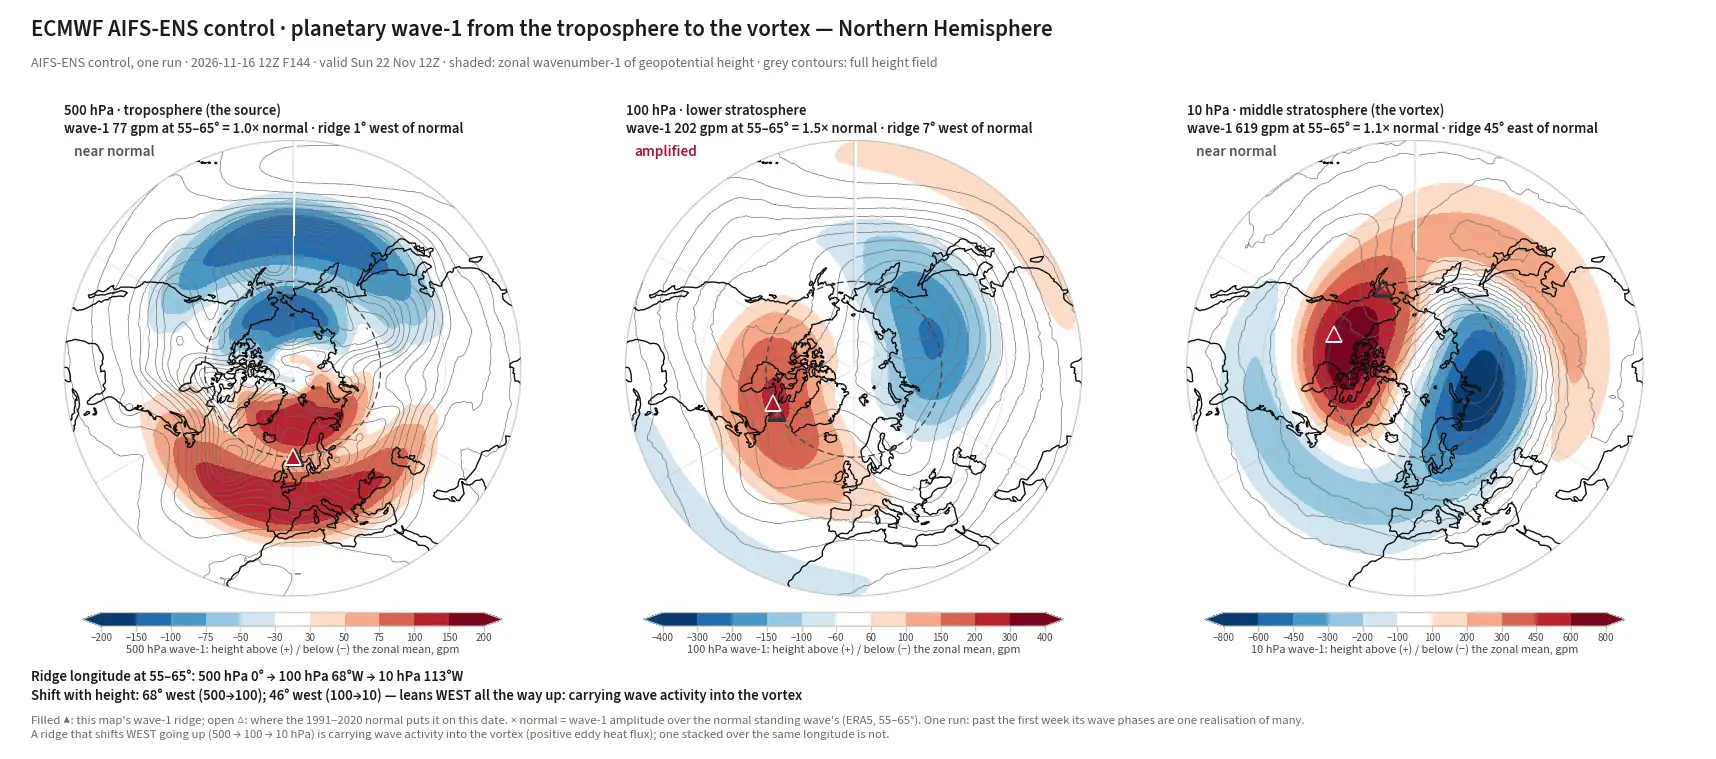 ECMWF AIFS-ENS control · planetary wave-1 from the troposphere to the vortex — Northern Hemisphere
AIFS-ENS control, one run · 2026-11-16 12Z F144 · valid Sun 22 Nov 12Z · shaded: zonal wavenumber-1 of geopotential height · grey contours: full height field
500 hPa · troposphere (the source)
wave-1 77 gpm at 55–65° = 1.0× normal · ridge 1° west of normal
near normal
100 hPa · lower stratosphere
wave-1 202 gpm at 55–65° = 1.5× normal · ridge 7° west of normal
amplified
10 hPa · middle stratosphere (the vortex)
wave-1 619 gpm at 55–65° = 1.1× normal · ridge 45° east of normal
near normal
−200 −150 −100 −75 −50 −30 30 50 75 100 150 200
500 hPa wave-1: height above (+) / below (−) the zonal mean, gpm
−400 −300 −200 −150 −100 −60 60 100 150 200 300 400
100 hPa wave-1: height above (+) / below (−) the zonal mean, gpm
−800 −600 −450 −300 −200 −100 100 200 300 450 600 800
10 hPa wave-1: height above (+) / below (−) the zonal mean, gpm
Ridge longitude at 55–65°: 500 hPa 0° → 100 hPa 68°W → 10 hPa 113°W
Shift with height: 68° west (500→100); 46° west (100→10) — leans WEST all the way up: carrying wave activity into the vortex
Filled ▲: this map's wave-1 ridge; open △: where the 1991–2020 normal puts it on this date. × normal = wave-1 amplitude over the normal standing wave's (ERA5, 55–65°). One run: past the first week its wave phases are one realisation of many.
A ridge that shifts WEST going up (500 → 100 → 10 hPa) is carrying wave activity into the vortex (positive eddy heat flux); one stacked over the same longitude is not.